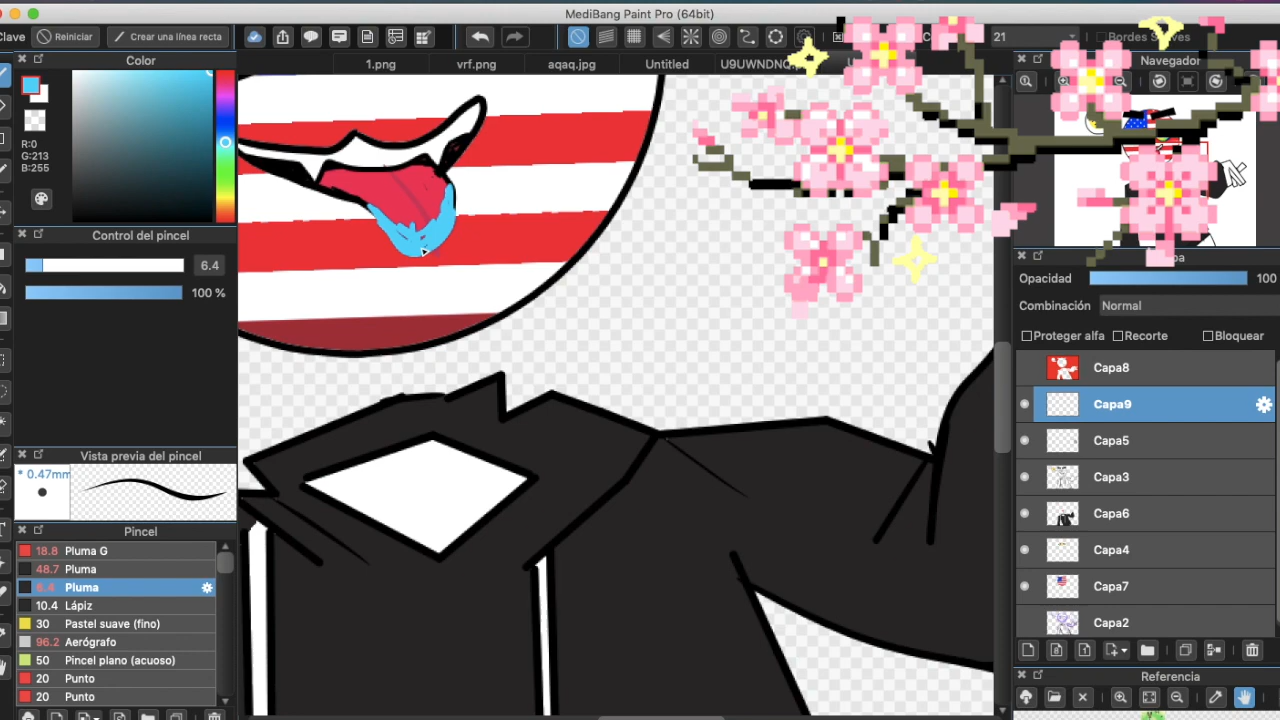 MediBang Paint Pro (64bit)
Clave Reiniciar Crear una línea recta
21 Bordes Suaves
Color
1.png vrf.png aqaq.jpg Untitled U9UWNDNQ
Navegador
R:0
G:213
B:255
Control del pincel
6.4
100 %
Opacidad 100
Combinación Normal
Proteger alfa Recorte Bloquear
Capa8
Capa9
Capa5
Capa3
Capa6
Capa4
Capa7
Capa2
Vista previa del pincel
* 0.47mm
Pincel
18.8 Pluma G
48.7 Pluma
6.4 Pluma
10.4 Lápiz
30 Pastel suave (fino)
96.2 Aerógrafo
50 Pincel plano (acuoso)
20 Punto
20 Punto
Referencia